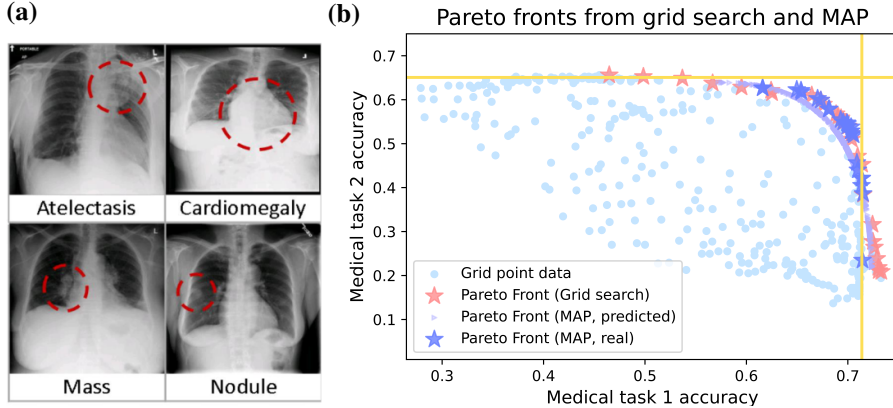 (a)
PORTABLE
L
Atelectasis
Cardiomegaly
L
Mass
Nodule
(b)
Pareto fronts from grid search and MAP
Medical task 2 accuracy
0.7
0.6
0.5
0.4
0.3
0.2
0.1
Grid point data
Pareto Front (Grid search)
Pareto Front (MAP, predicted)
Pareto Front (MAP, real)
0.3 0.4 0.5 0.6 0.7
Medical task 1 accuracy